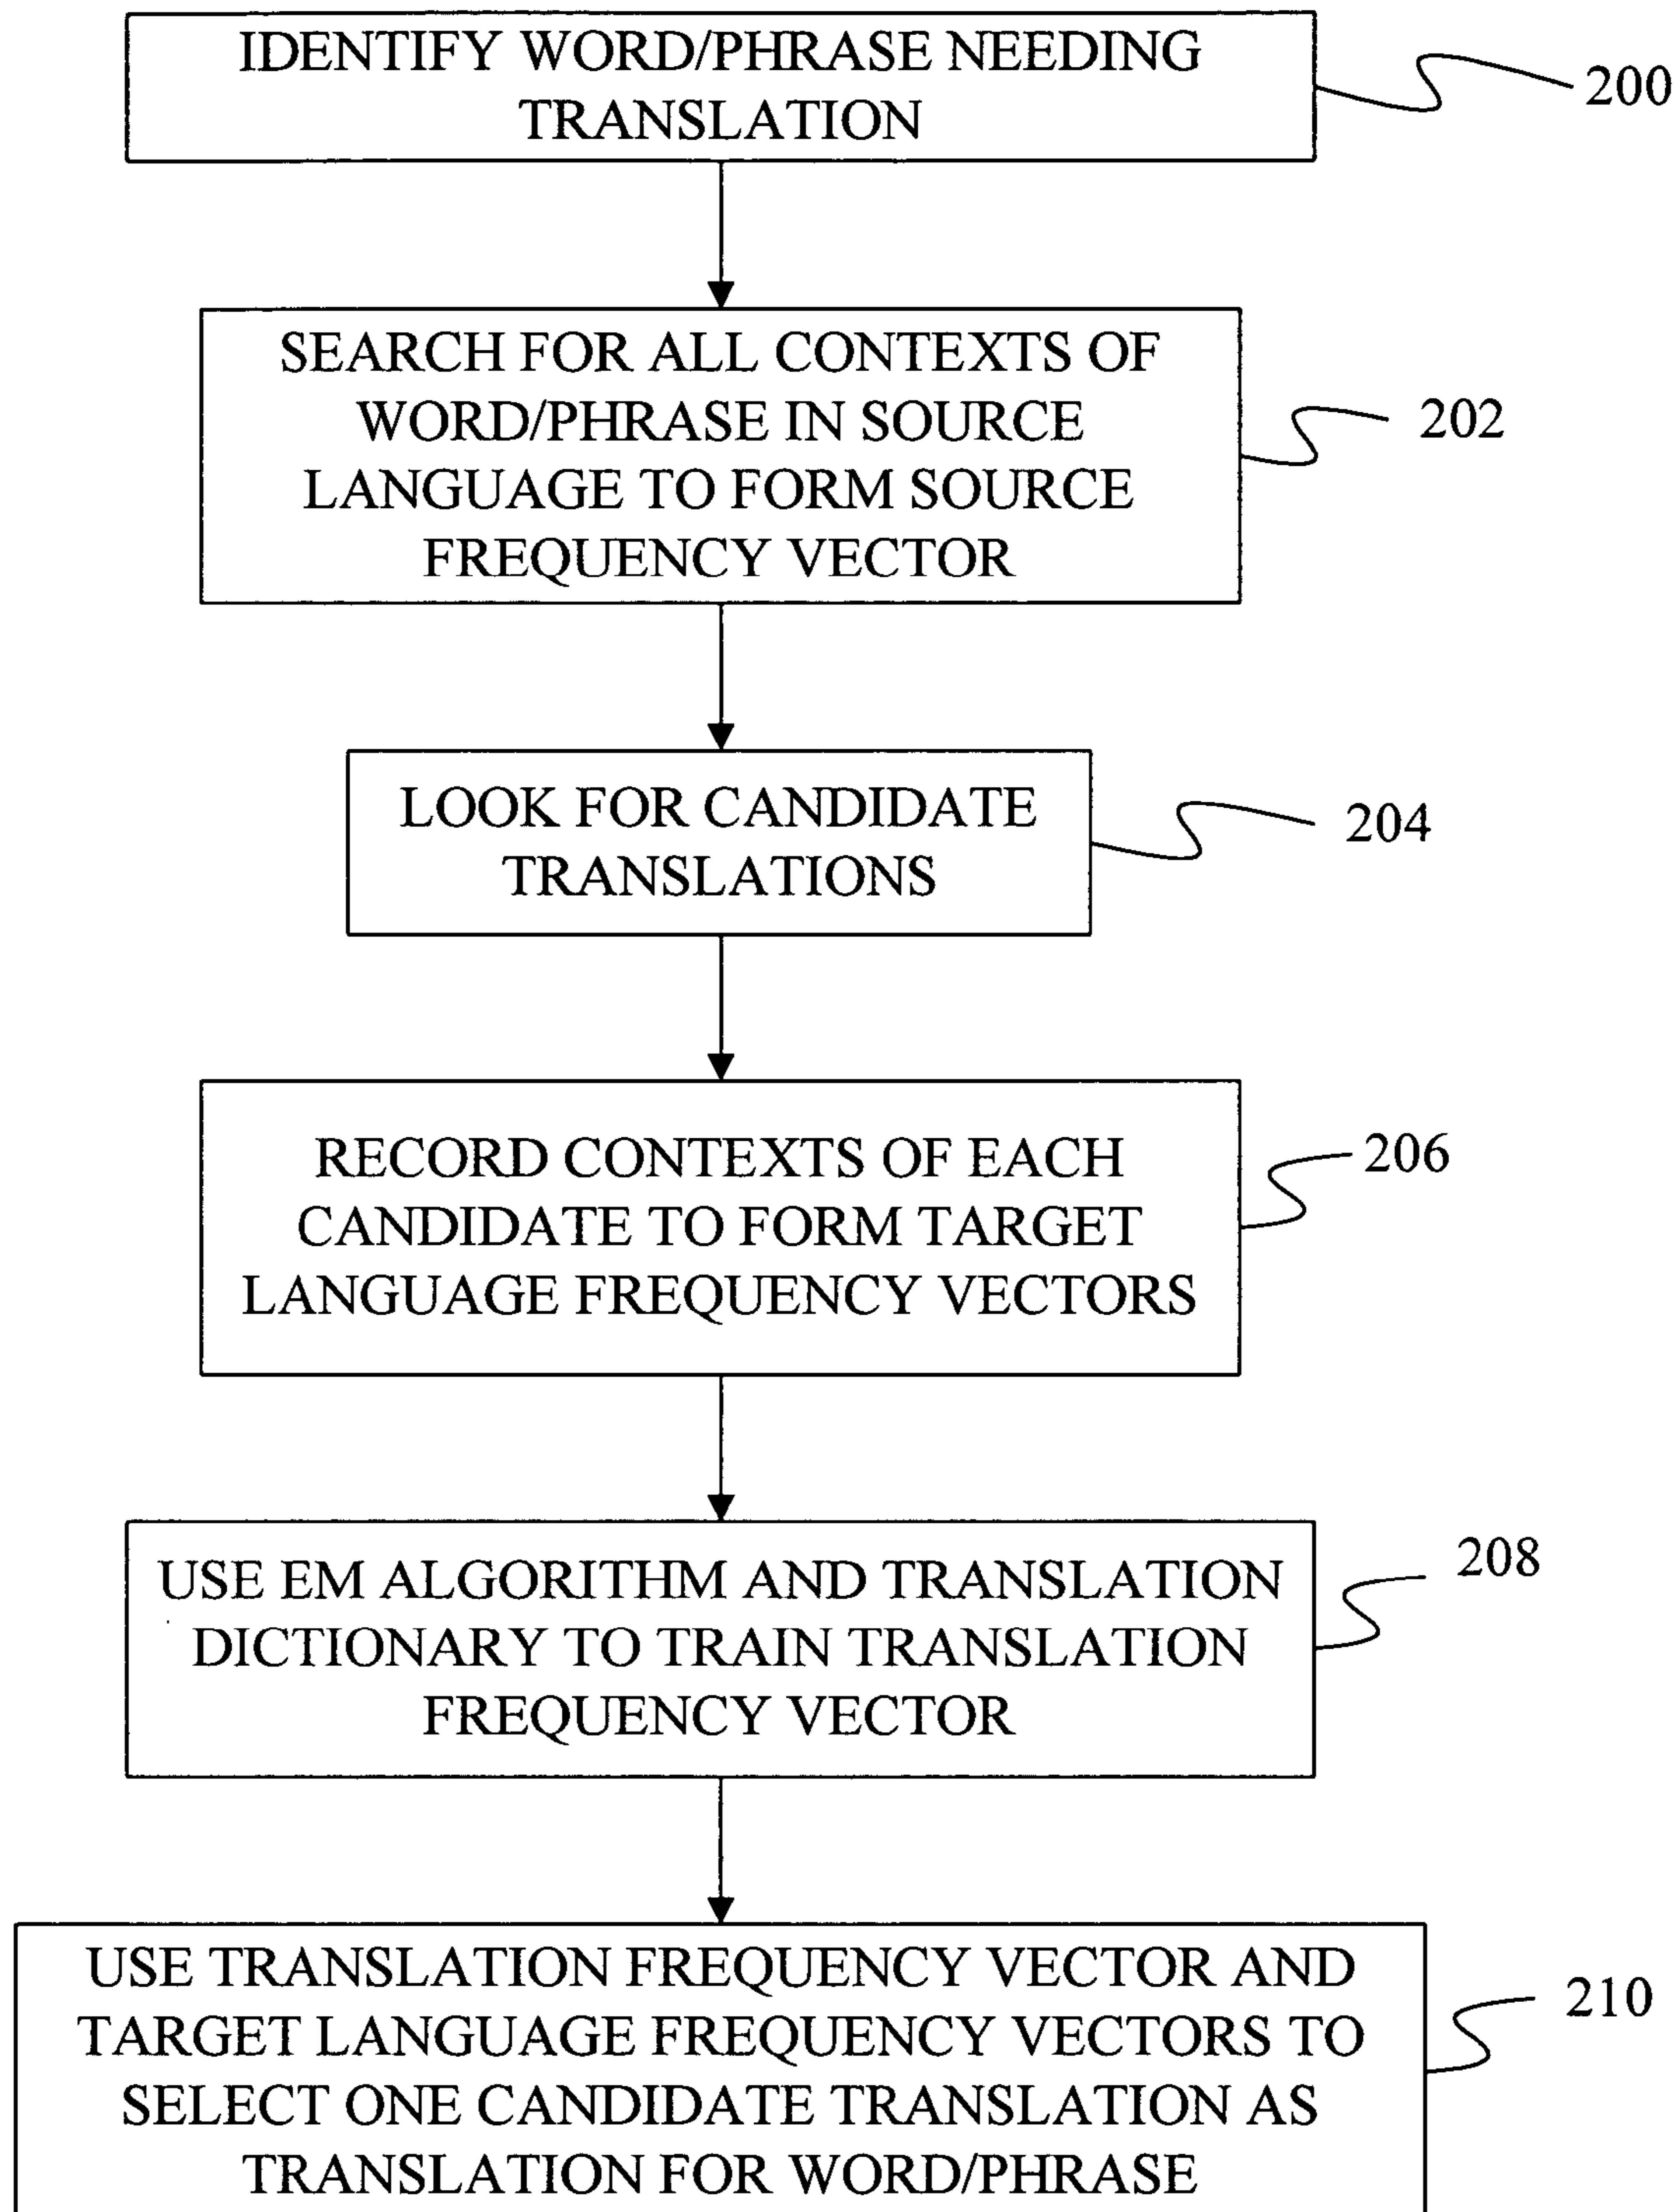 IDENTIFY WORD/PHRASE NEEDING
TRANSLATION
200
SEARCH FOR ALL CONTEXTS OF
WORD/PHRASE IN SOURCE
LANGUAGE TO FORM SOURCE
FREQUENCY VECTOR
202
LOOK FOR CANDIDATE
TRANSLATIONS
204
RECORD CONTEXTS OF EACH
CANDIDATE TO FORM TARGET
LANGUAGE FREQUENCY VECTORS
206
USE EM ALGORITHM AND TRANSLATION
DICTIONARY TO TRAIN TRANSLATION
FREQUENCY VECTOR
208
USE TRANSLATION FREQUENCY VECTOR AND
TARGET LANGUAGE FREQUENCY VECTORS TO
SELECT ONE CANDIDATE TRANSLATION AS
TRANSLATION FOR WORD/PHRASE
210